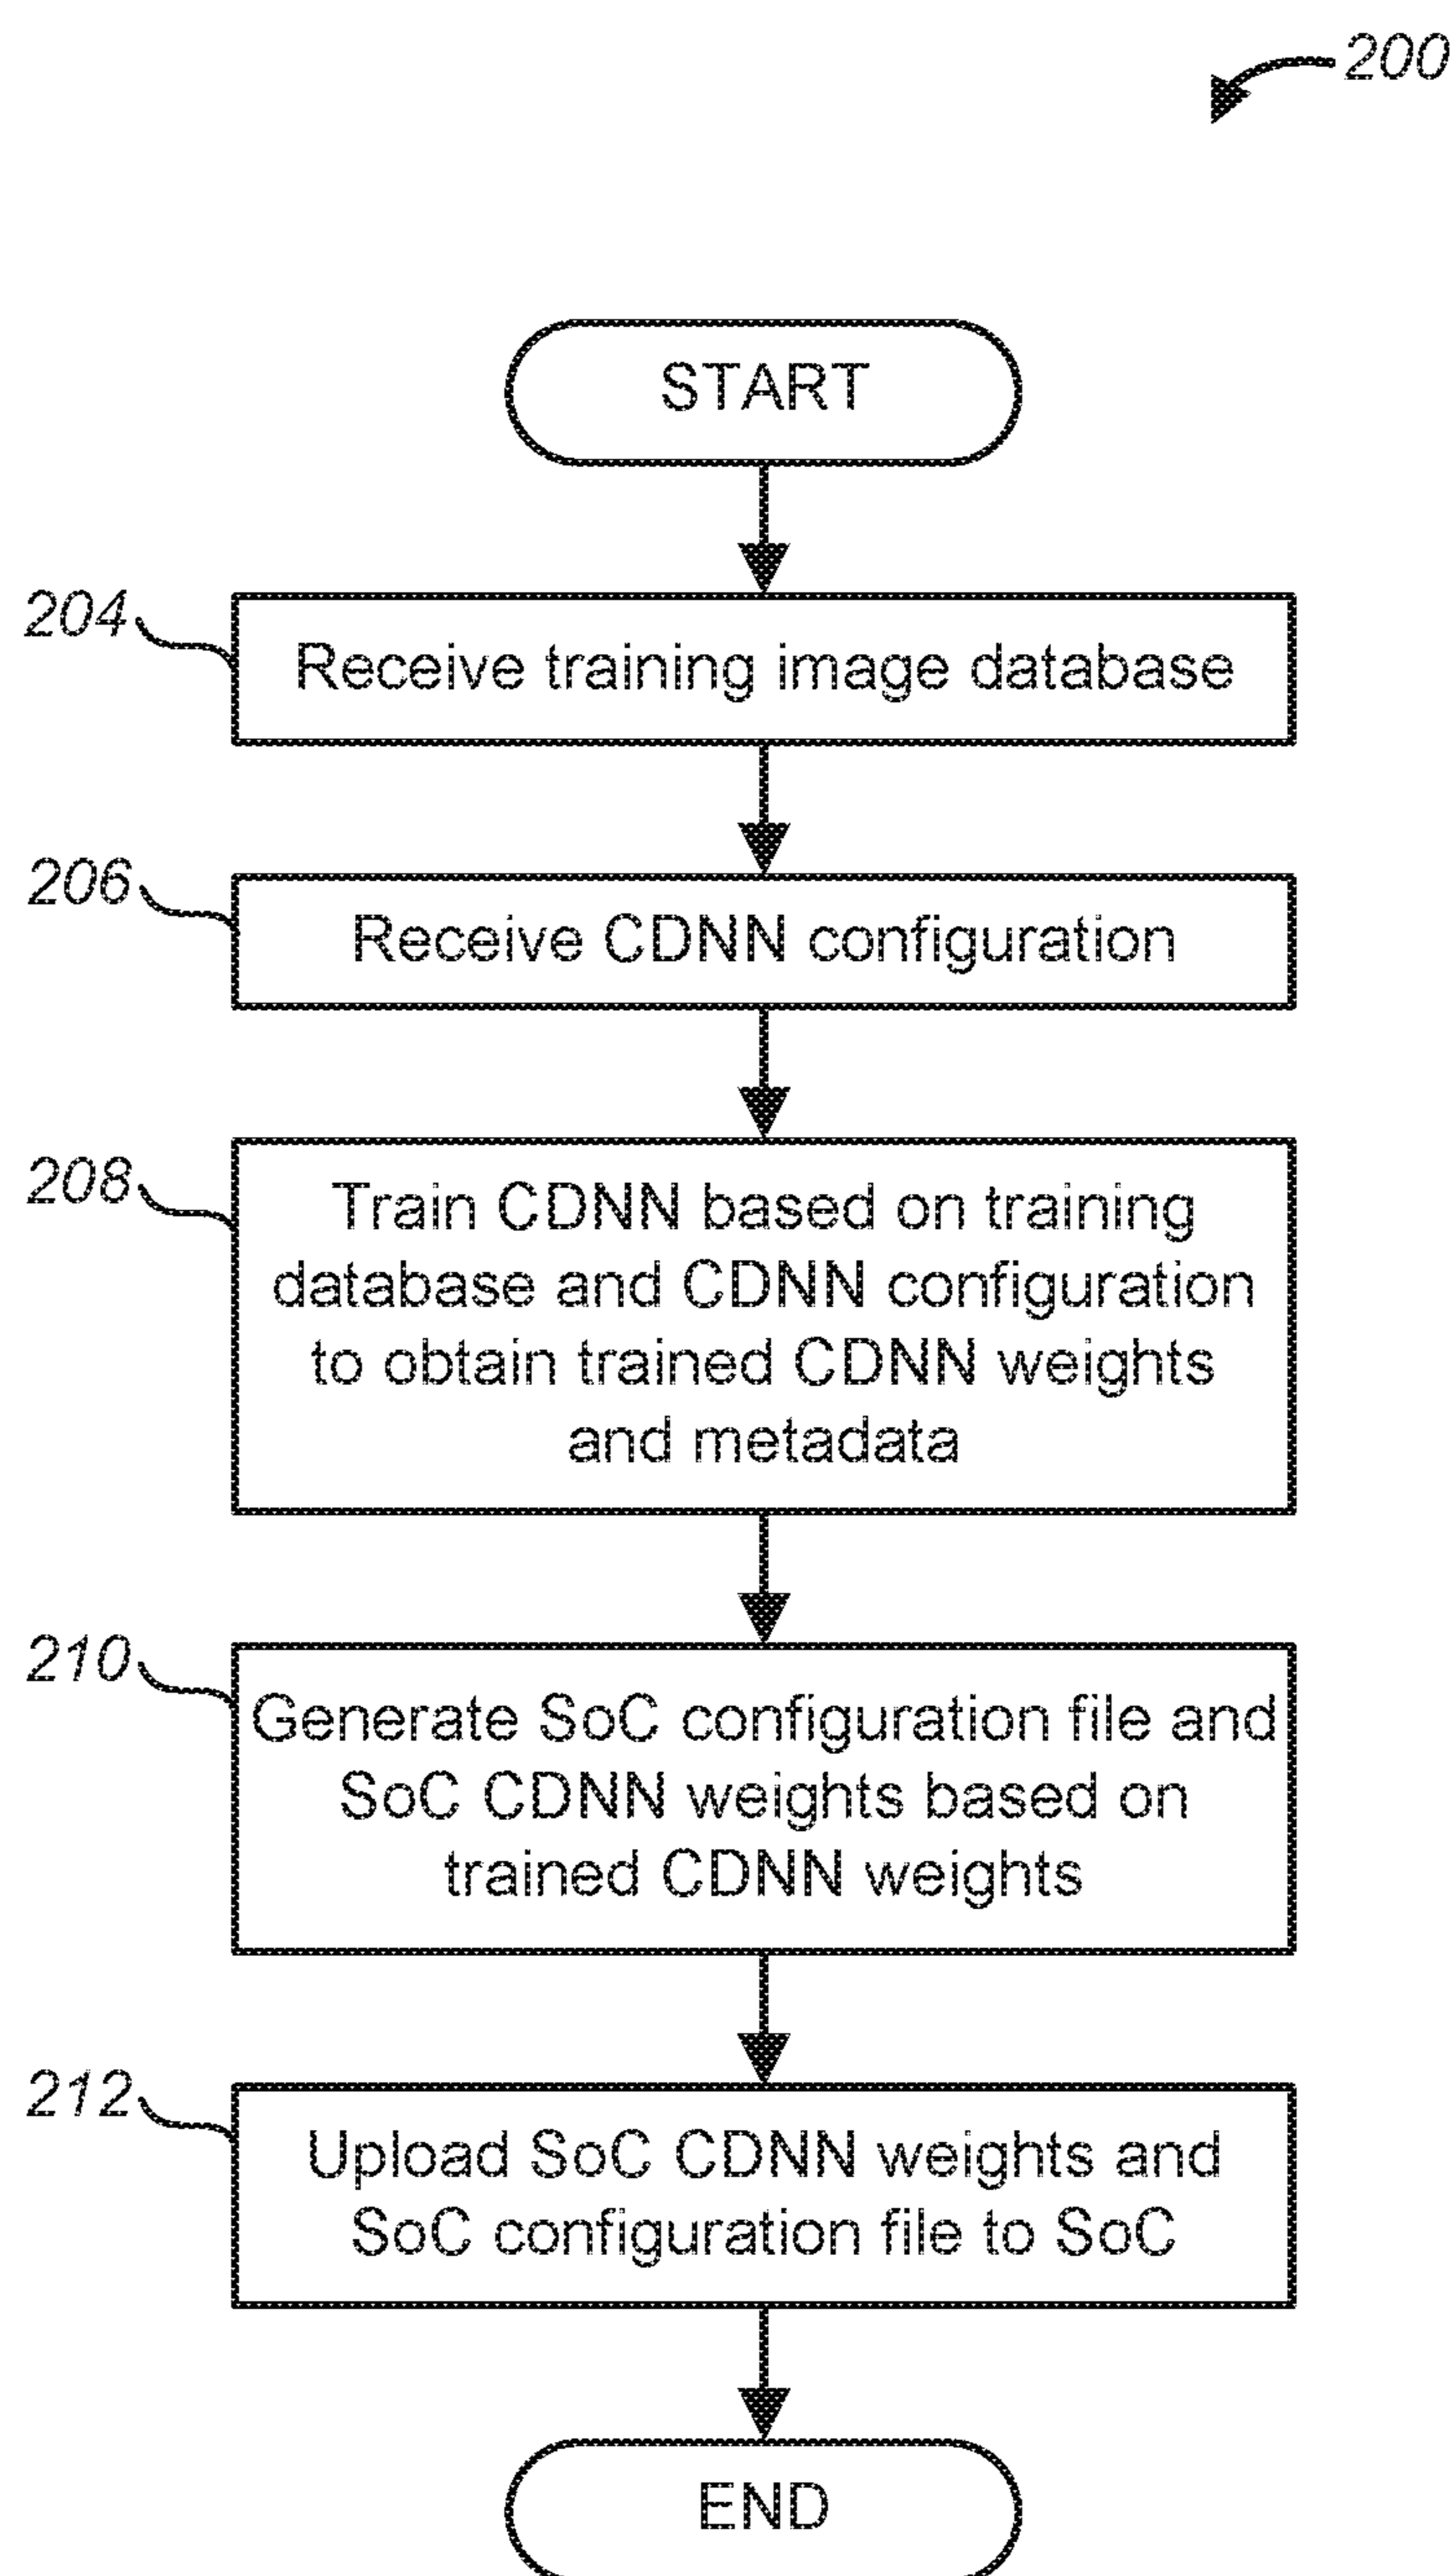 200
START
204
Receive training image database
206
Receive CDNN configuration
208
Train CDNN based on training
database and CDNN configuration
to obtain trained CDNN weights
and metadata
210
Generate SoC configuration file and
SoC CDNN weights based on
trained CDNN weights
212
Upload SoC CDNN weights and
SoC configuration file to SoC
END